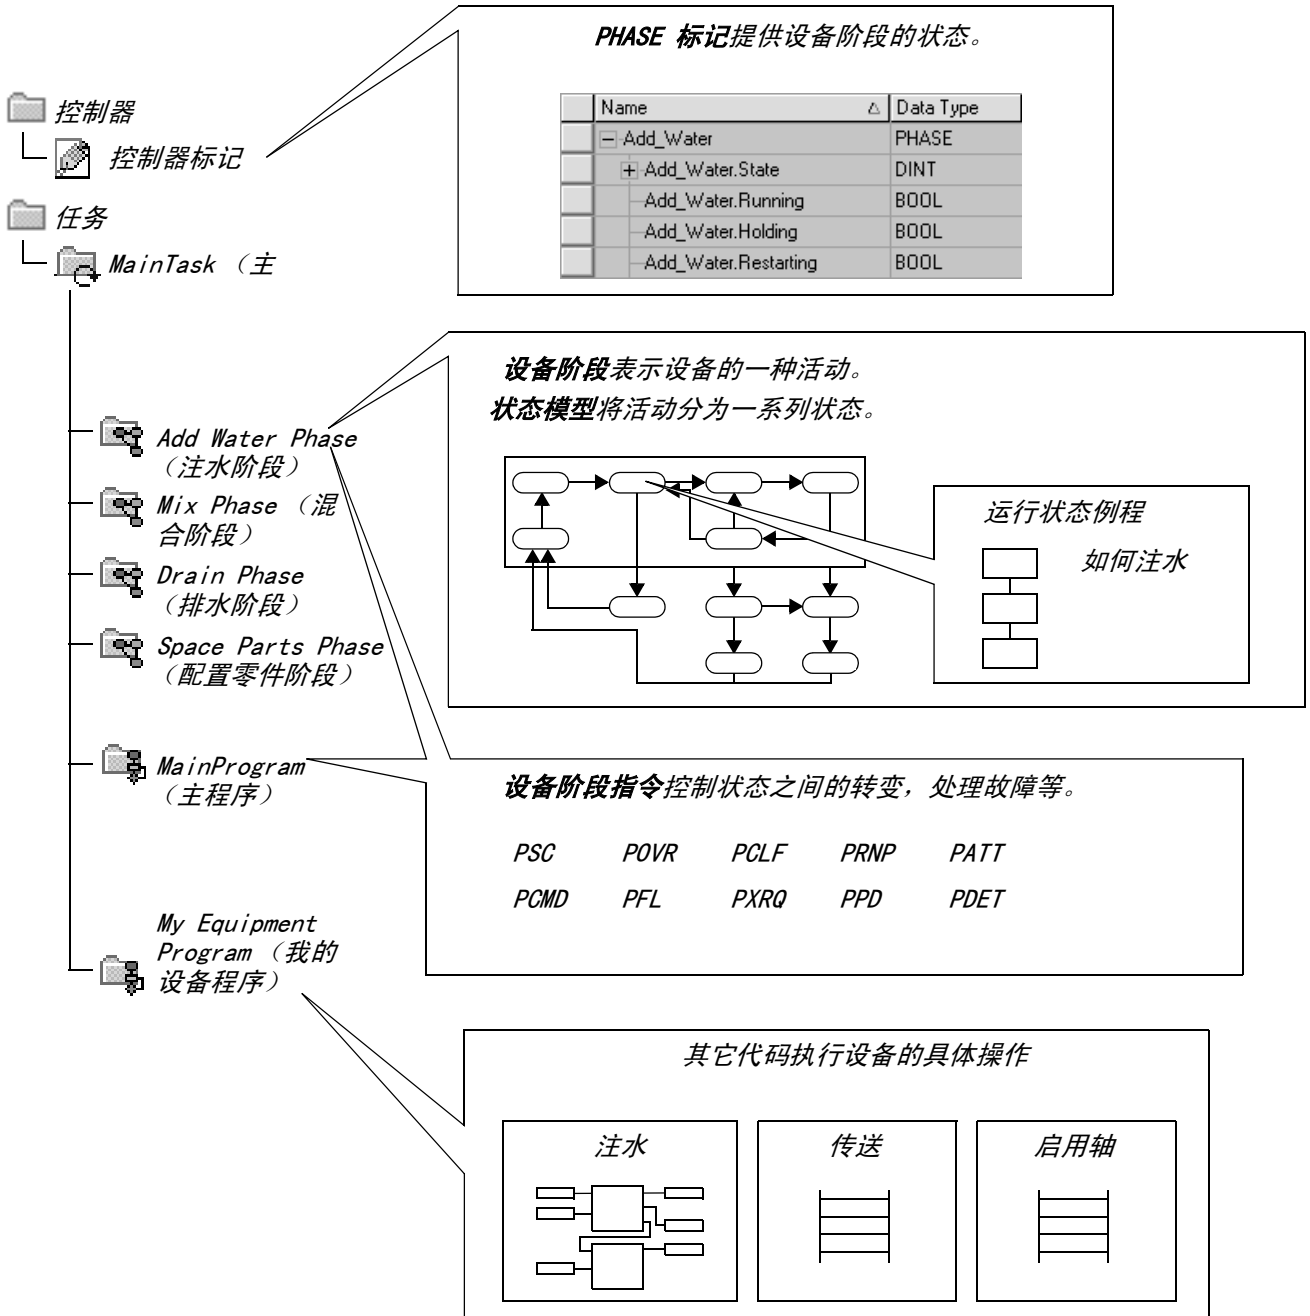 PHASE 标记提供设备阶段的状态。
控制器
控制器标记
任务
MainTask （主
Name Data Type
Add_Water PHASE
Add_Water.State DINT
Add_Water.Running BOOL
Add_Water.Holding BOOL
Add_Water.Restarting BOOL
设备阶段表示设备的一种活动。
状态模型将活动分为一系列状态。
Add Water Phase
（注水阶段）
Mix Phase （混
合阶段）
Drain Phase
（排水阶段）
Space Parts Phase
（配置零件阶段）
运行状态例程
如何注水
MainProgram
（主程序）
设备阶段指令控制状态之间的转变，处理故障等。
PSC POVR PCLF PRNP PATT
PCMD PFL PXRQ PPD PDET
My Equipment
Program （我的
设备程序）
其它代码执行设备的具体操作
注水 传送 启用轴